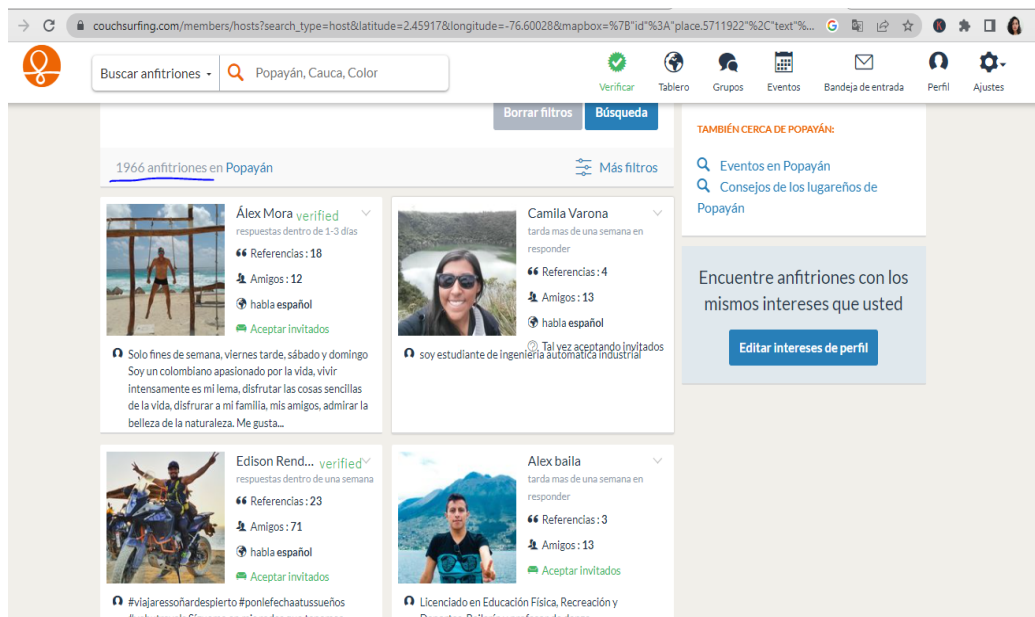 couchsurfing.com/members/hosts?search_type=host&latitude=2.45917&longitude=-76.60028&mapbox=%7B"id"%3A"place.5711922"%2C"text"%...
Buscar anfitriones
Popayán, Cauca, Color
Verificar
Tablero
Grupos
Eventos
Bandeja de entrada
Perfil
Ajustes
Borrar filtros
Búsqueda
1966 anfitriones en Popayán
Más filtros
Álex Mora verified
respuestas dentro de 1-3 días
Referencias : 18
Amigos : 12
habla español
Aceptar invitados
Solo fines de semana, viernes tarde, sábado y domingo
Soy un colombiano apasionado por la vida, vivir
intensamente es mi lema, disfrutar las cosas sencillas
de la vida, disfrurar a mi familia, mis amigos, admirar la
belleza de la naturaleza. Me gusta...
Camila Varona
tarda mas de una semana en
responder
Referencias : 4
Amigos : 13
habla español
Tal vez aceptando invitados
soy estudiante de ingenieria automatica industrial
Edison Rend... verified
respuestas dentro de una semana
Referencias : 23
Amigos : 71
habla español
Aceptar invitados
#viajaressoñardespierto #ponlefechaatussueños
Alex baila
tarda mas de una semana en
responder
Referencias : 3
Amigos : 13
Aceptar invitados
Licenciado en Educación Física, Recreación y
TAMBIÉN CERCA DE POPAYÁN:
Eventos en Popayán
Consejos de los lugareños de
Popayán
Encuentre anfitriones con los
mismos intereses que usted
Editar intereses de perfil